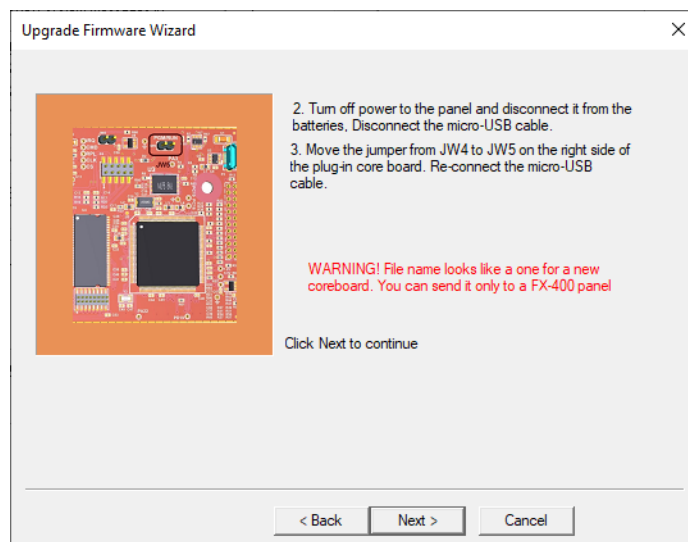 Upgrade Firmware Wizard
2. Turn off power to the panel and disconnect it from the
batteries, Disconnect the micro-USB cable.
3. Move the jumper from JW4 to JW5 on the right side of
the plug-in core board. Re-connect the micro-USB
cable.
JW5
WARNING! File name looks like a one for a new
coreboard. You can send it only to a FX-400 panel
Click Next to continue
< Back
Next >
Cancel